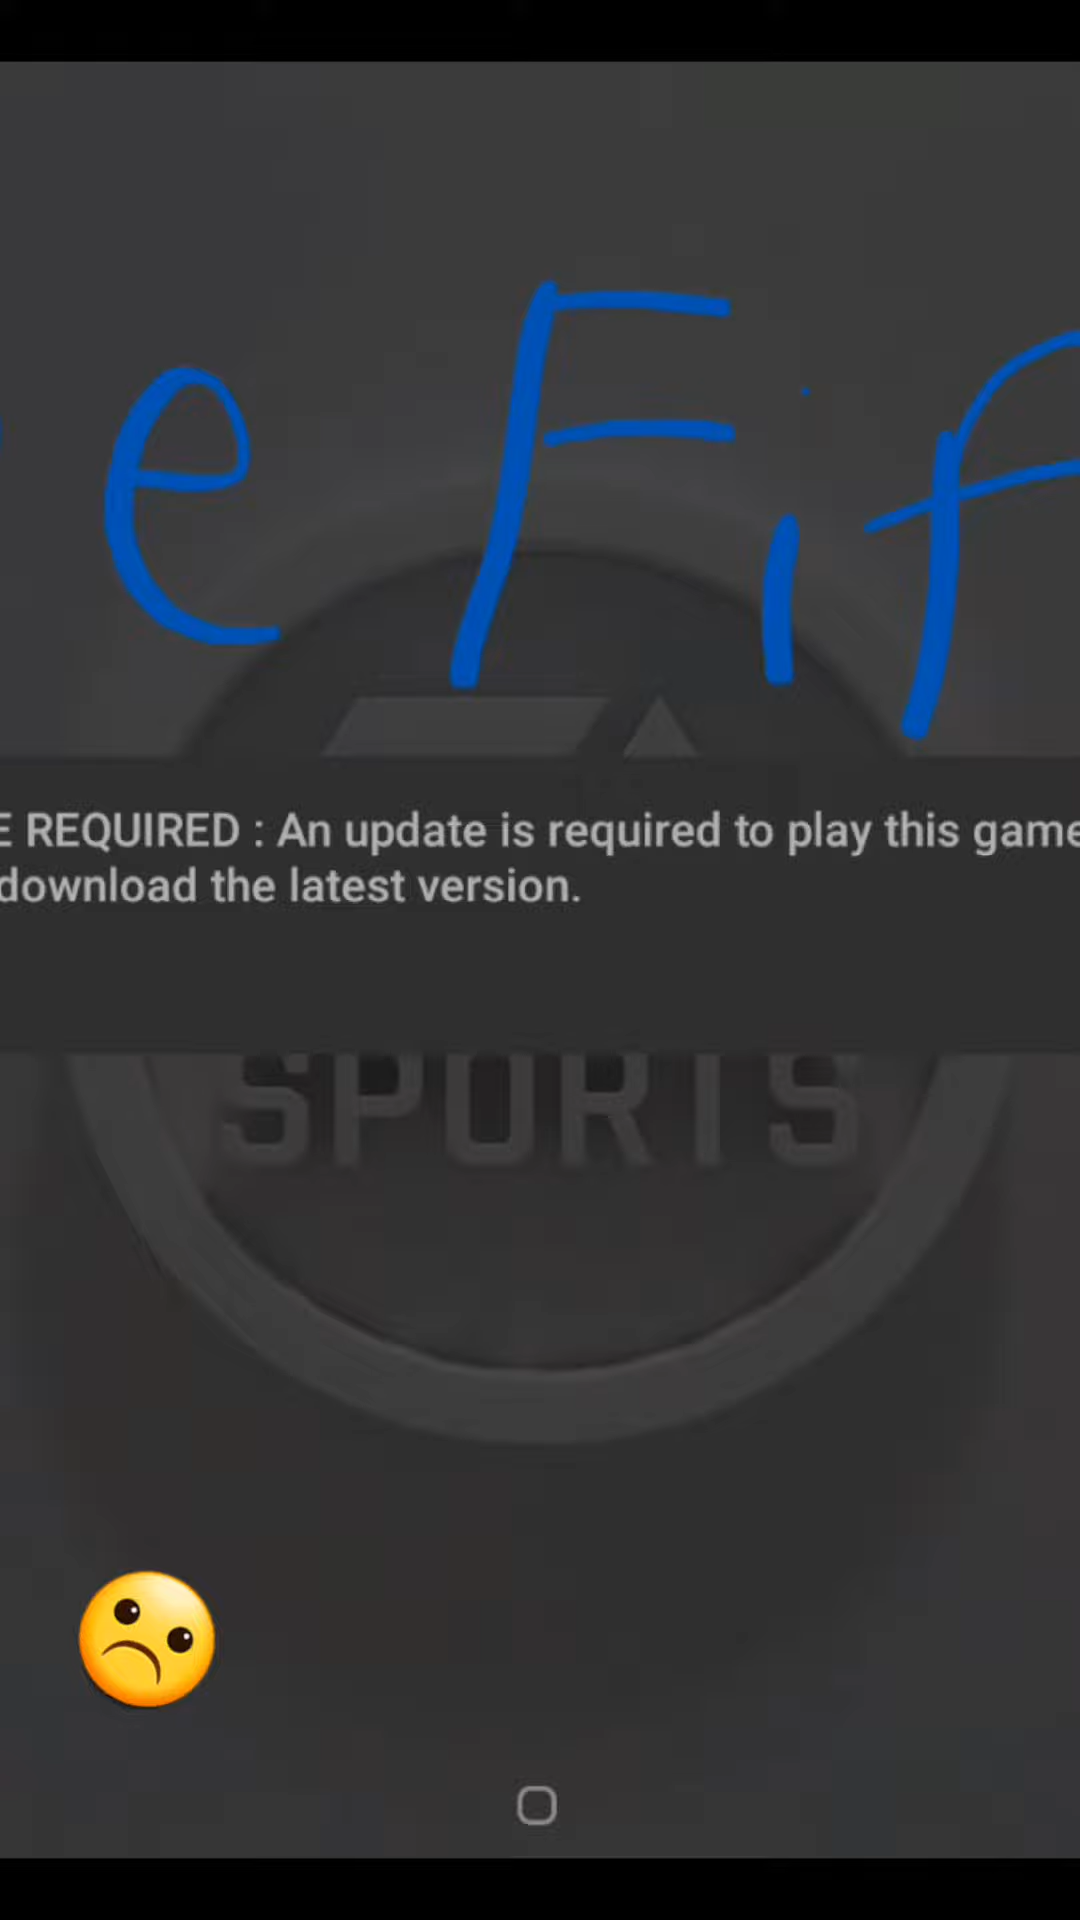 e Fif
E REQUIRED : An update is required to play this game
download the latest version.
SPORTS